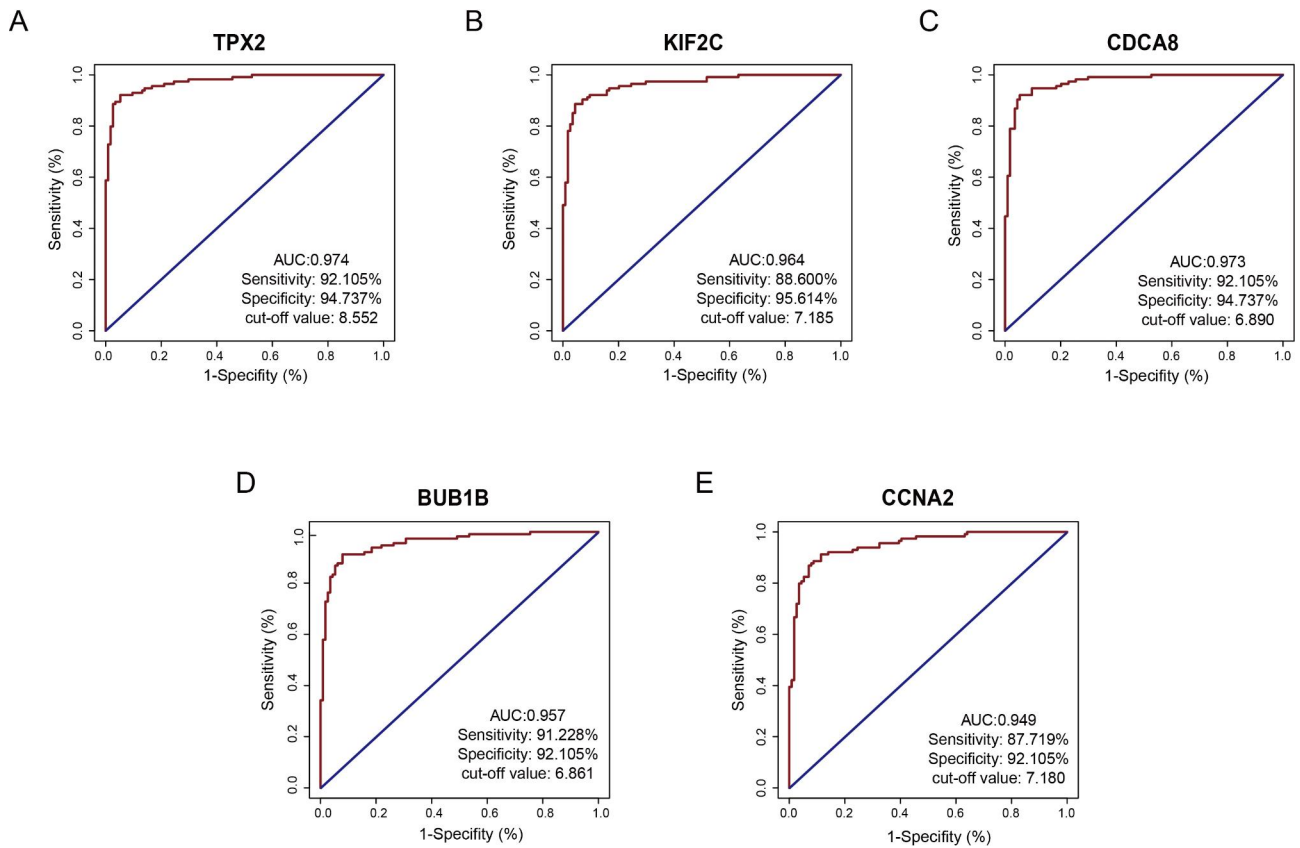 A
TPX2
1.0
0.8
0.6
0.4
0.2
0.0
Sensitivity (%)
AUC:0.974
Sensitivity: 92.105%
Specificity: 94.737%
cut-off value: 8.552
0.0 0.2 0.4 0.6 0.8 1.0
1-Specifity (%)
B
KIF2C
1.0
0.8
0.6
0.4
0.2
0.0
Sensitivity (%)
AUC:0.964
Sensitivity: 88.600%
Specificity: 95.614%
cut-off value: 7.185
0.0 0.2 0.4 0.6 0.8 1.0
1-Specifity (%)
C
CDCA8
1.0
0.8
0.6
0.4
0.2
0.0
Sensitivity (%)
AUC:0.973
Sensitivity: 92.105%
Specificity: 94.737%
cut-off value: 6.890
0.0 0.2 0.4 0.6 0.8 1.0
1-Specifity (%)
D
BUB1B
1.0
0.8
0.6
0.4
0.2
0.0
Sensitivity (%)
AUC:0.957
Sensitivity: 91.228%
Specificity: 92.105%
cut-off value: 6.861
0.0 0.2 0.4 0.6 0.8 1.0
1-Specifity (%)
E
CCNA2
1.0
0.8
0.6
0.4
0.2
0.0
Sensitivity (%)
AUC:0.949
Sensitivity: 87.719%
Specificity: 92.105%
cut-off value: 7.180
0.0 0.2 0.4 0.6 0.8 1.0
1-Specifity (%)